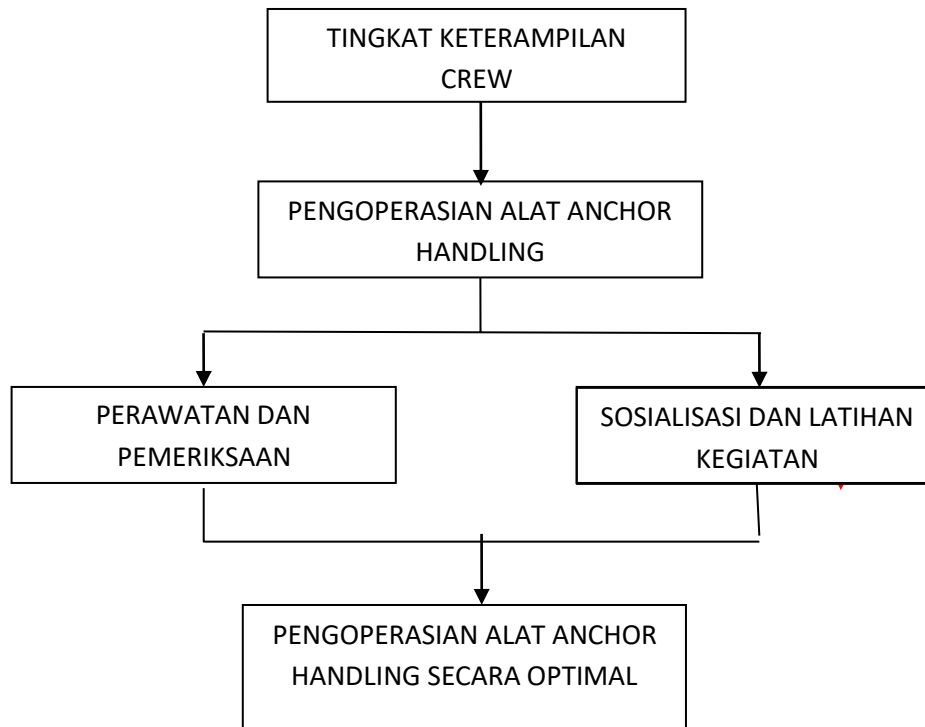 TINGKAT KETERAMPILAN
CREW
PENGOPERASIAN ALAT ANCHOR
HANDLING
PERAWATAN DAN
PEMERIKSAAN
SOSIALISASI DAN LATIHAN
KEGIATAN
PENGOPERASIAN ALAT ANCHOR
HANDLING SECARA OPTIMAL